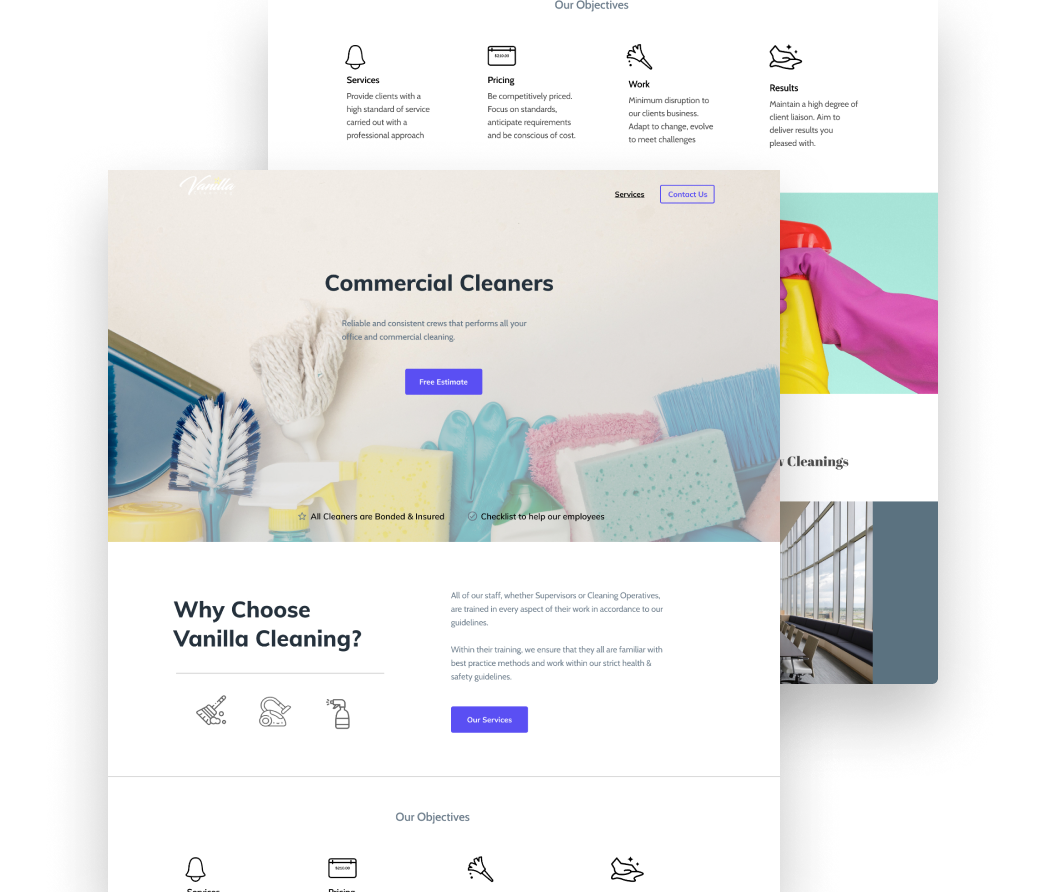 Our Objectives
Services
Provide clients with a
high standard of service
carried out with a
professional approach
$210.00
Pricing
Be competitively priced.
Focus on standards,
anticipate requirements
and be conscious of cost.
Work
Minimum disruption to
our clients business.
Adapt to change, evolve
to meet challenges
Results
Maintain a high degree of
client liaison. Aim to
deliver results you
pleased with.
Vanilla
Services
Contact Us
Commercial Cleaners
Reliable and consistent crews that performs all your
office and commercial cleaning.
Free Estimate
All Cleaners are Bonded & Insured
Checklist to help our employees
Cleanings
Why Choose
Vanilla Cleaning?
All of our staff, whether Supervisors or Cleaning Operatives,
are trained in every aspect of their work in accordance to our
guidelines.
Within their training, we ensure that they all are familiar with
best practice methods and work within our strict health &
safety guidelines.
Our Services
Our Objectives
Services
$210.00
Pricing